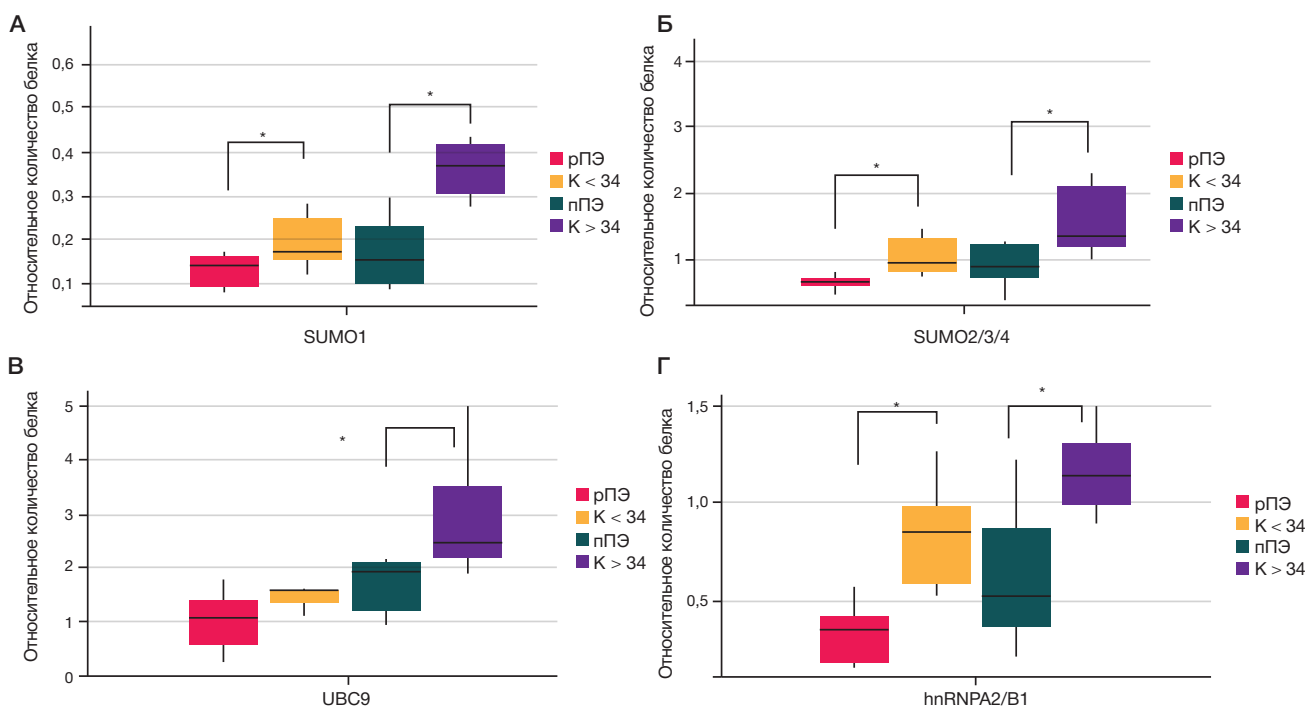 А
Относительное количество белка
0,6
0,5
0,4
0,3
0,2
0,1
*
*
SUMO1
рПЭ
К < 34
пПЭ
К > 34
Б
Относительное количество белка
4
3
2
1
*
*
SUMO2/3/4
рПЭ
К < 34
пПЭ
К > 34
В
Относительное количество белка
5
4
3
2
1
0
*
UBC9
рПЭ
К < 34
пПЭ
К > 34
Г
Относительное количество белка
1,5
1,0
0,5
*
*
hnRNPA2/B1
рПЭ
К < 34
пПЭ
К > 34